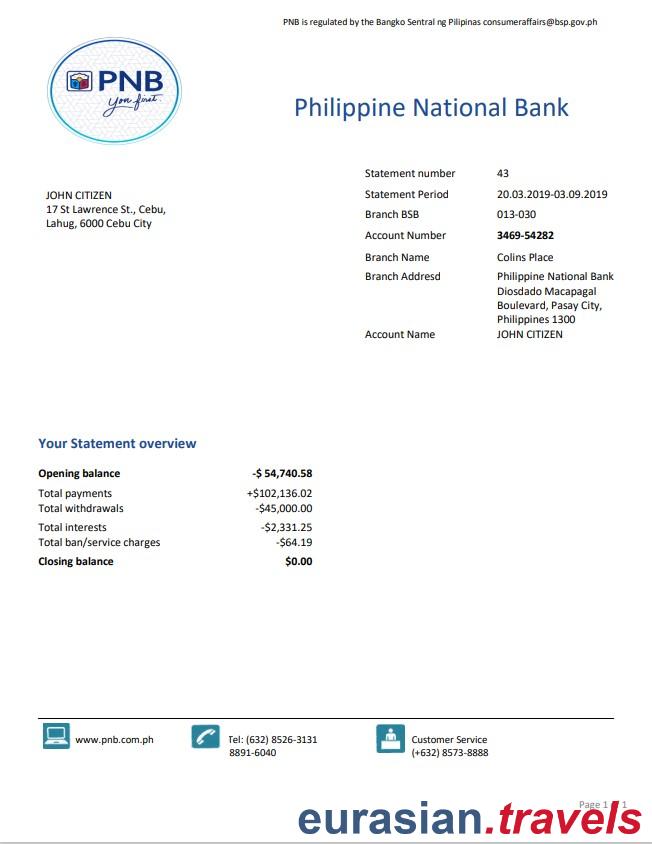 PNB is regulated by the Bangko Sentral ng Pilipinas consumeraffairs@bsp.gov.ph
PNB
You first.
Philippine National Bank
JOHN CITIZEN
17 St Lawrence St., Cebu,
Lahug, 6000 Cebu City
Statement number 43
Statement Period 20.03.2019-03.09.2019
Branch BSB 013-030
Account Number 3469-54282
Branch Name Colins Place
Branch Addresd Philippine National Bank
Diosdado Macapagal
Boulevard, Pasay City,
Philippines 1300
Account Name JOHN CITIZEN
Your Statement overview
Opening balance -$ 54,740.58
Total payments +$102,136.02
Total withdrawals -$45,000.00
Total interests -$2,331.25
Total ban/service charges -$64.19
Closing balance $0.00
www.pnb.com.ph
Tel: (632) 8526-3131
8891-6040
Customer Service
(+632) 8573-8888
Page 1 1
eurasian.travels